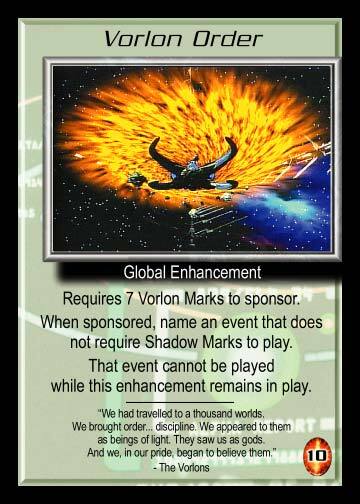 Vorlon Order
Global Enhancement
Requires 7 Vorlon Marks to sponsor.
When sponsored, name an event that does
not require Shadow Marks to play.
That event cannot be played
while this enhancement remains in play.
“We had travelled to a thousand worlds.
We brought order... discipline. We appeared to them
as beings of light. They saw us as gods.
And we, in our pride, began to believe them.”
- The Vorlons
10